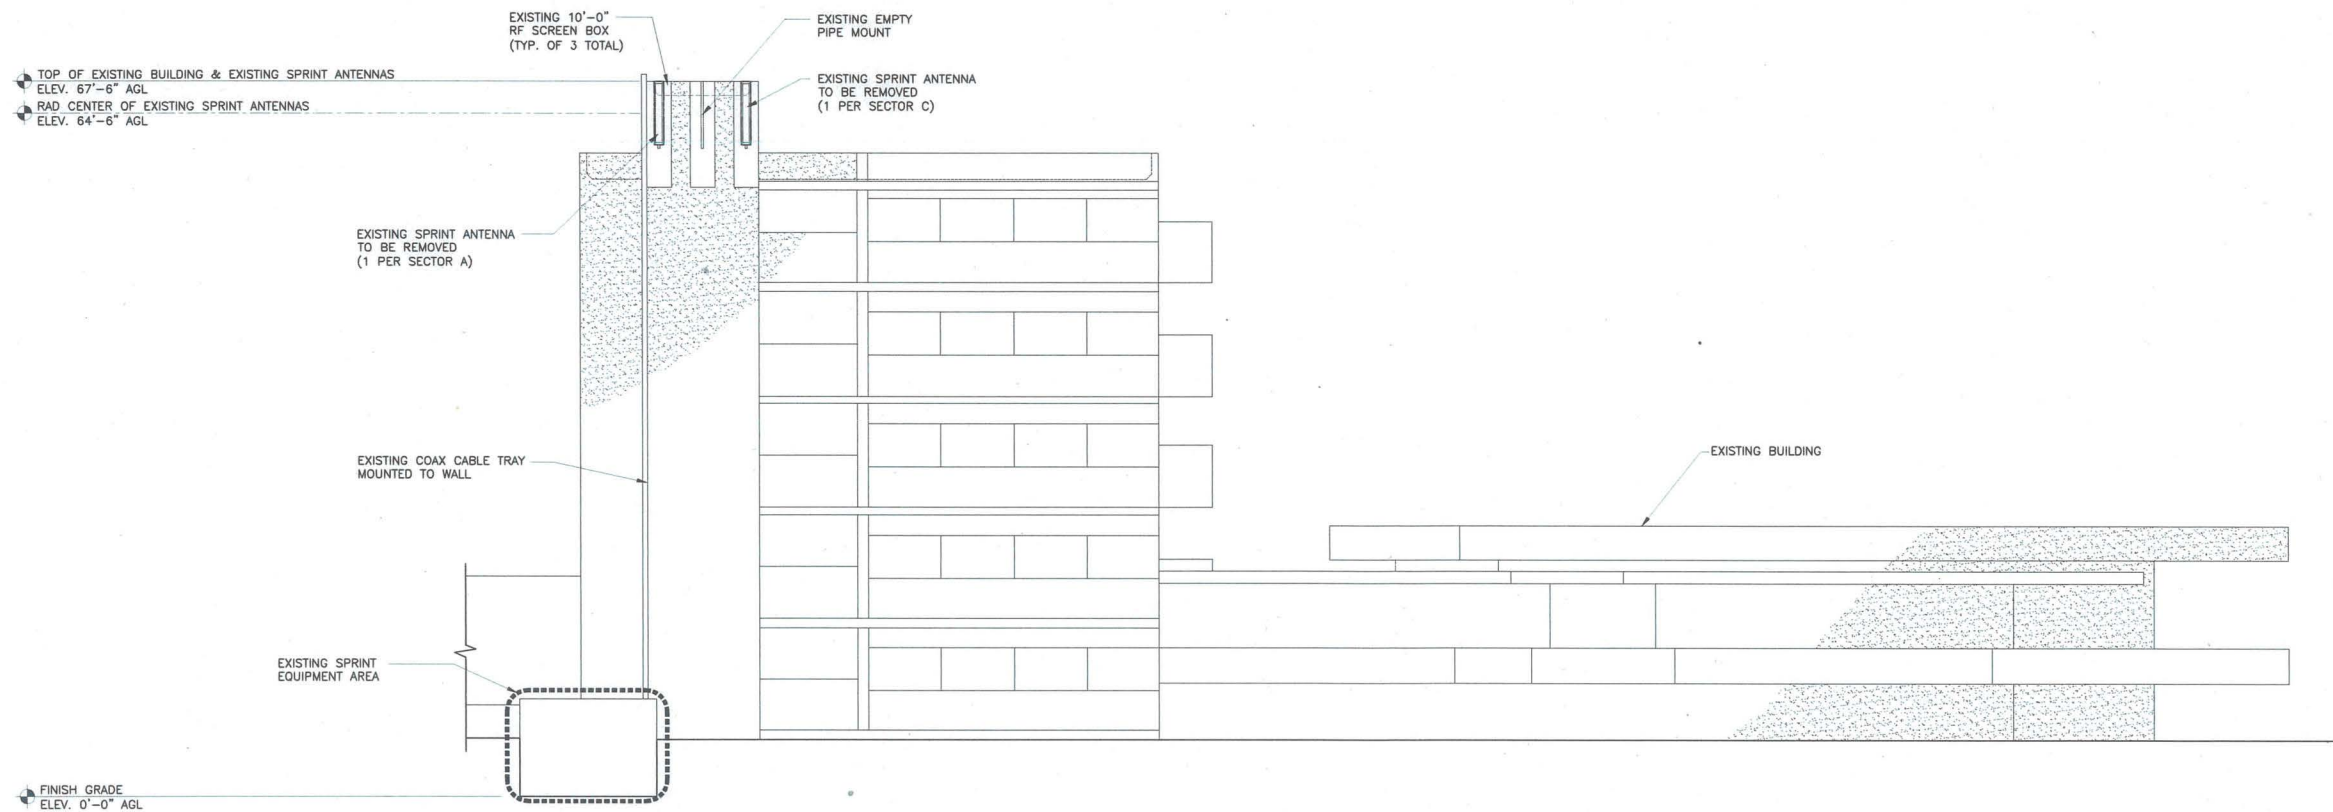 EXISTING 10'-0"
RF SCREEN BOX
(TYP. OF 3 TOTAL)
EXISTING EMPTY
PIPE MOUNT
TOP OF EXISTING BUILDING & EXISTING SPRINT ANTENNAS
ELEV. 67'-6" AGL
RAD CENTER OF EXISTING SPRINT ANTENNAS
ELEV. 64'-6" AGL
EXISTING SPRINT ANTENNA
TO BE REMOVED
(1 PER SECTOR C)
EXISTING SPRINT ANTENNA
TO BE REMOVED
(1 PER SECTOR A)
EXISTING COAX CABLE TRAY
MOUNTED TO WALL
EXISTING BUILDING
EXISTING SPRINT
EQUIPMENT AREA
FINISH GRADE
ELEV. 0'-0" AGL